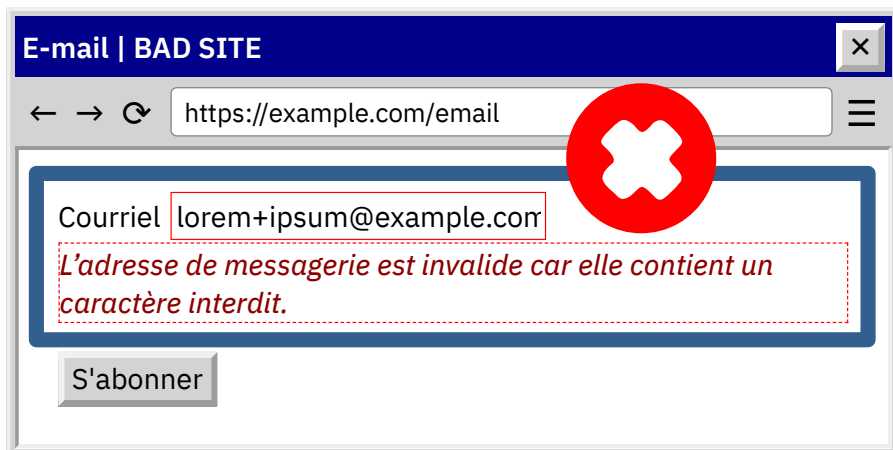 E-mail | BAD SITE
https://example.com/email
Courriel lorem+ipsum@example.com
L’adresse de messagerie est invalide car elle contient un
caractère interdit.
S'abonner